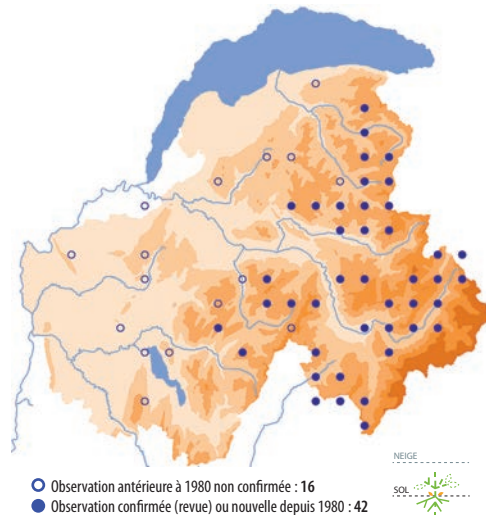 NEIGE
SOL
Observation antérieure à 1980 non confirmée : 16
Observation confirmée (revue) ou nouvelle depuis 1980 : 42